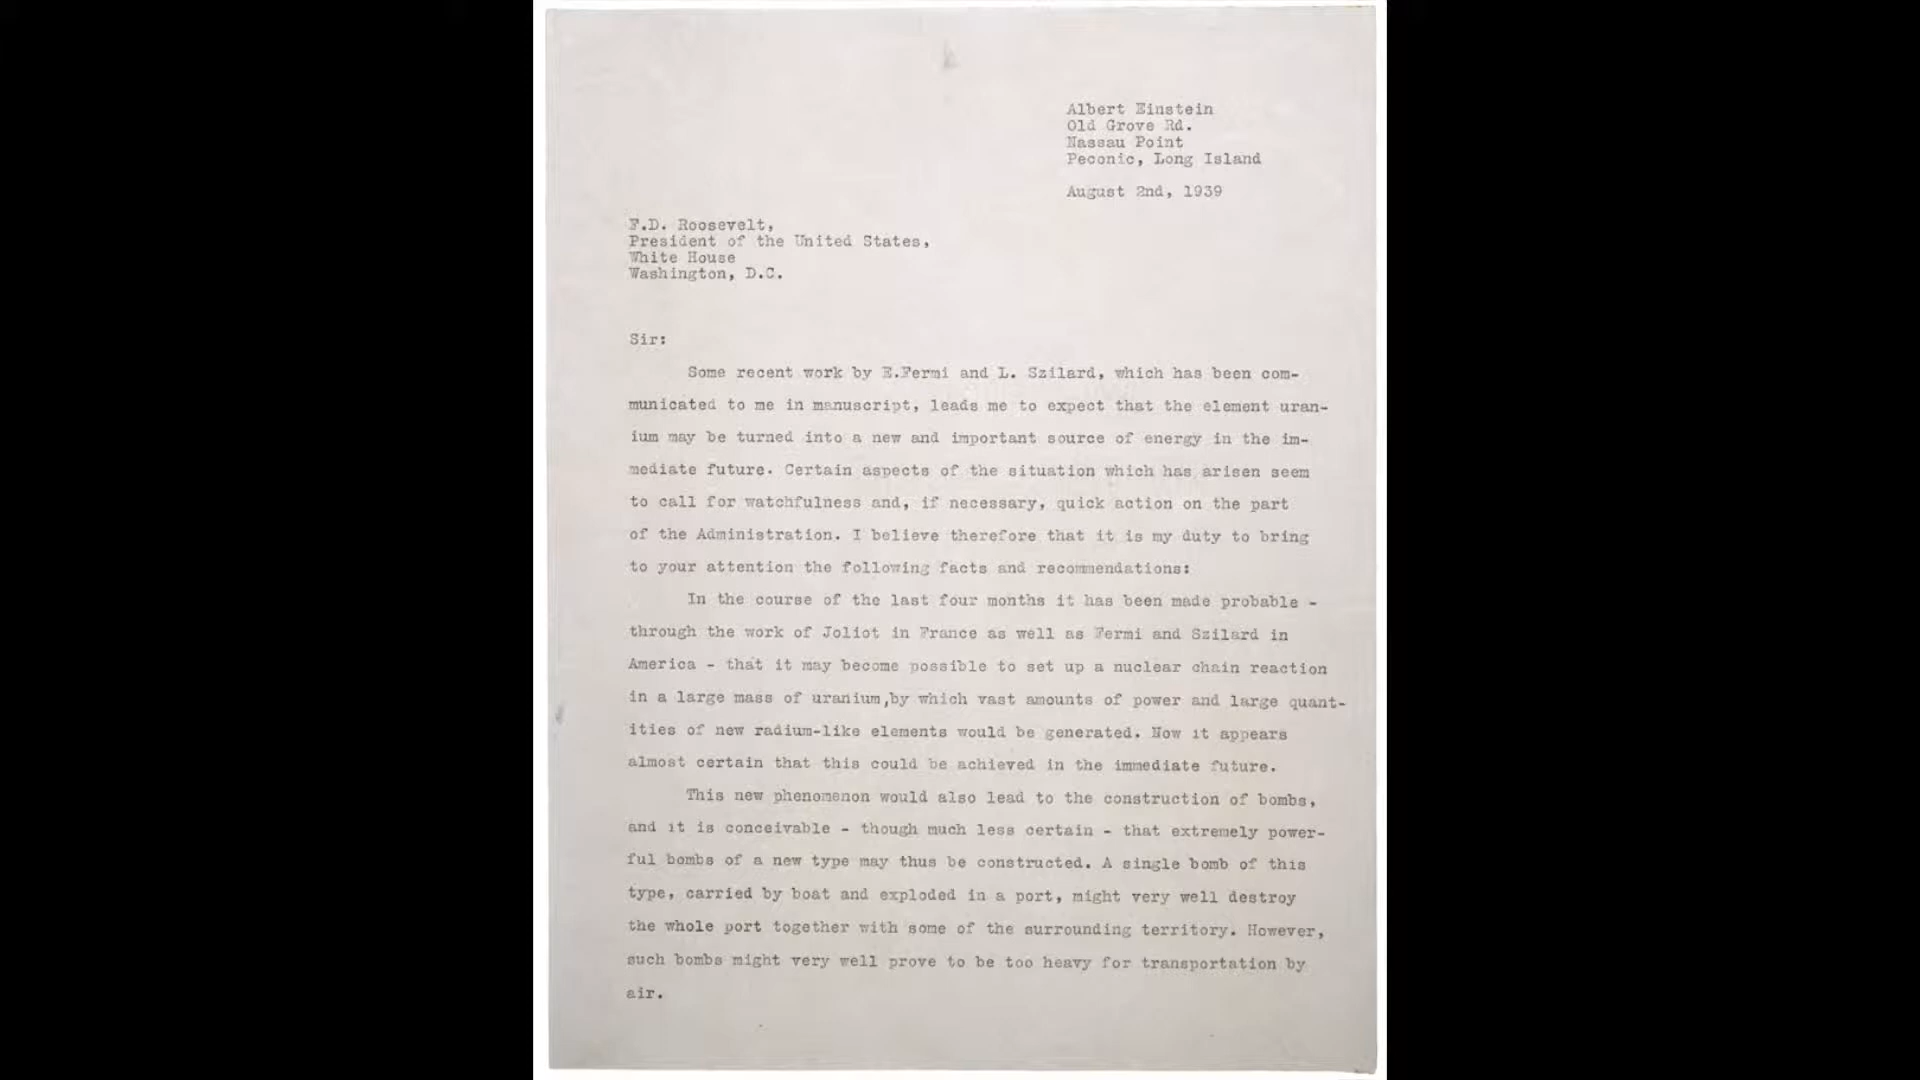 Albert Einstein
Old Grove Rd.
Nassau Point
Peconic, Long Island
August 2nd, 1939
F.D. Roosevelt,
President of the United States,
White House
Washington, D.C.
Sir:
Some recent work by E.Fermi and L. Szilard, which has been com-
municated to me in manuscript, leads me to expect that the element uran-
ium may be turned into a new and important source of energy in the im-
mediate future. Certain aspects of the situation which has arisen seem
to call for watchfulness and, if necessary, quick action on the part
of the Administration. I believe therefore that it is my duty to bring
to your attention the following facts and recommendations:
In the course of the last four months it has been made probable -
through the work of Joliot in France as well as Fermi and Szilard in
America - that it may become possible to set up a nuclear chain reaction
in a large mass of uranium,by which vast amounts of power and large quant-
ities of new radium-like elements would be generated. Now it appears
almost certain that this could be achieved in the immediate future.
This new phenomenon would also lead to the construction of bombs,
and it is conceivable - though much less certain - that extremely power-
ful bombs of a new type may thus be constructed. A single bomb of this
type, carried by boat and exploded in a port, might very well destroy
the whole port together with some of the surrounding territory. However,
such bombs might very well prove to be too heavy for transportation by
air.